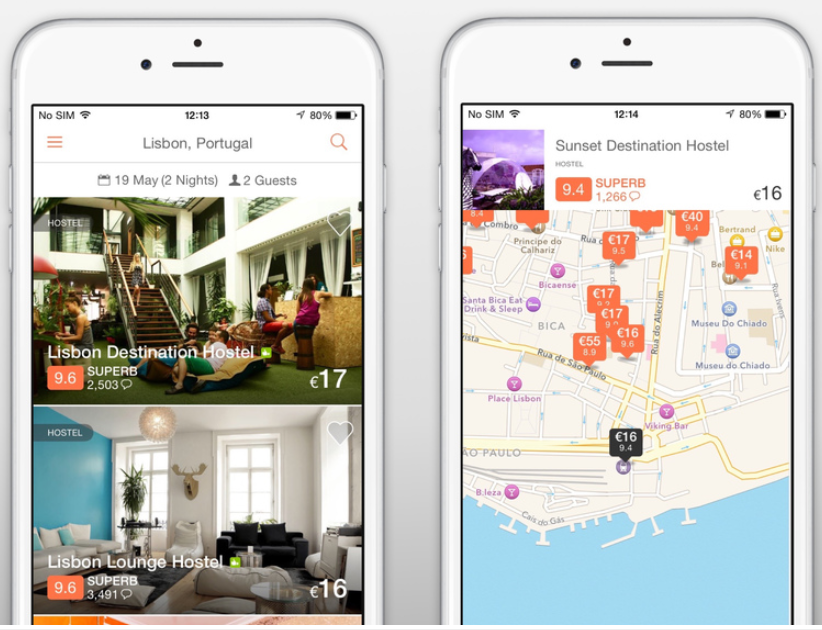 No SIM 12:13 80%
Lisbon, Portugal
19 May (2 Nights) 2 Guests
HOSTEL
Lisbon Destination Hostel
9.6 SUPERB
2,503
€17
HOSTEL
Lisbon Lounge Hostel
9.6 SUPERB
3,491
€16
No SIM 12:14 80%
Sunset Destination Hostel
HOSTEL
9.4 SUPERB
1,266
€16
8.4
€40
9.4
Combro
Bertrand
Principe do
Calhariz
Rua
€17
9.5
Nike
€14
9.1
Bicaense
Rua Ivens
Santa Bica Eat
Drink & Sleep
€17
€17
BICA
Rua do Alecrim
Museu Do Chiado
€16
9.6
€55
8.9
Rua de São Paulo
Museu do Chiado
Place Lisbon
Viking Bar
€16
9.4
ÃO PAULO
B.leza
Cais do Gás